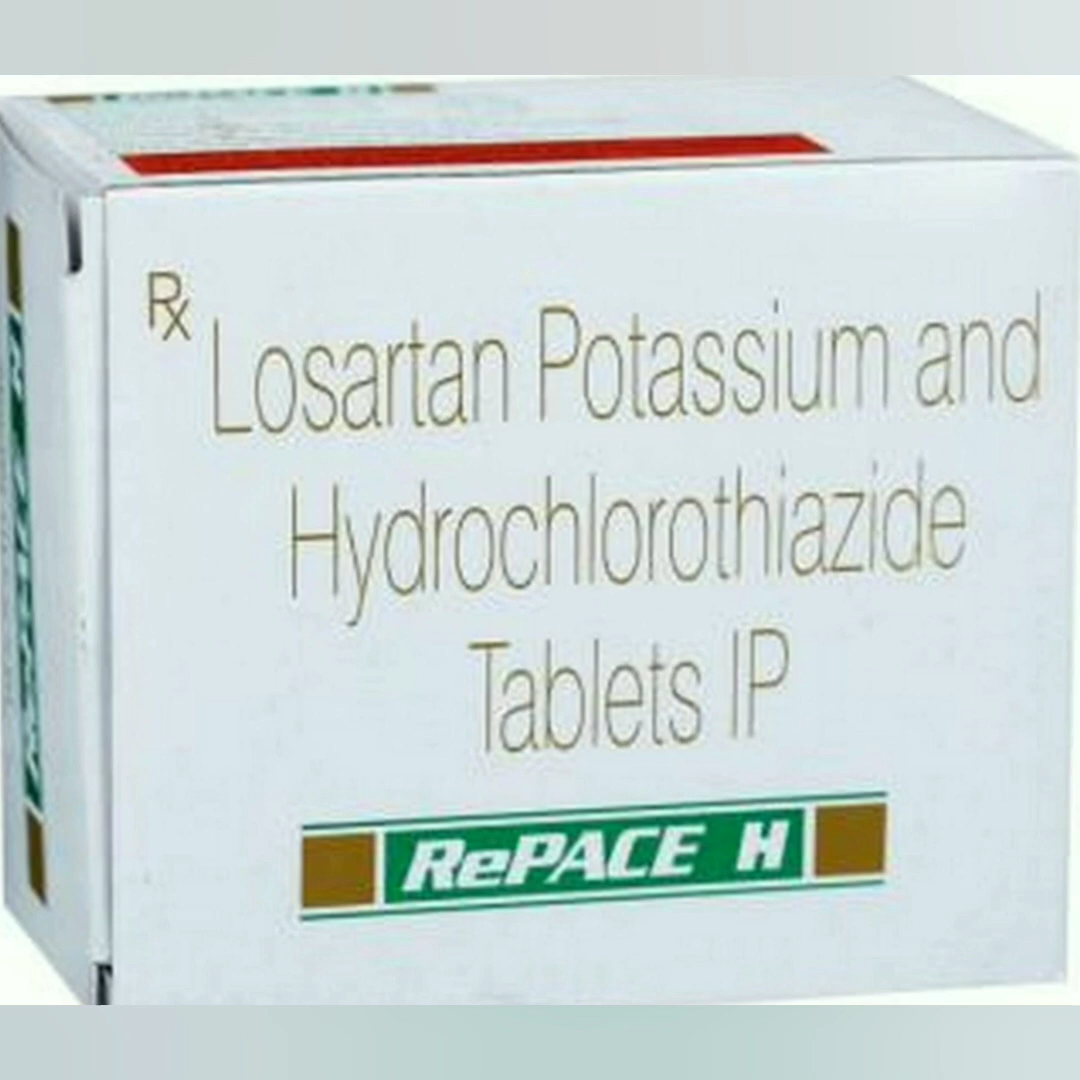 Rx
Losartan Potassium and
Hydrochlorothiazide
Tablets IP
RePACE H